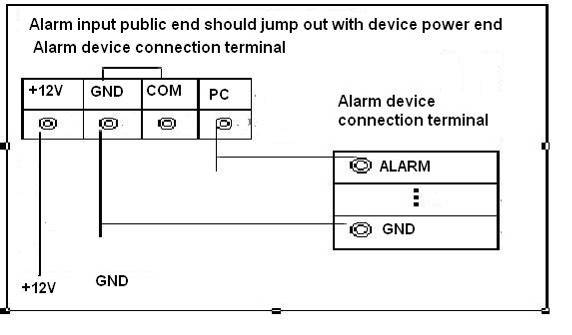 Alarm input public end should jump out with device power end
Alarm device connection terminal
+12V GND COM PC
Alarm device
connection terminal
ALARM
GND
+12V
GND